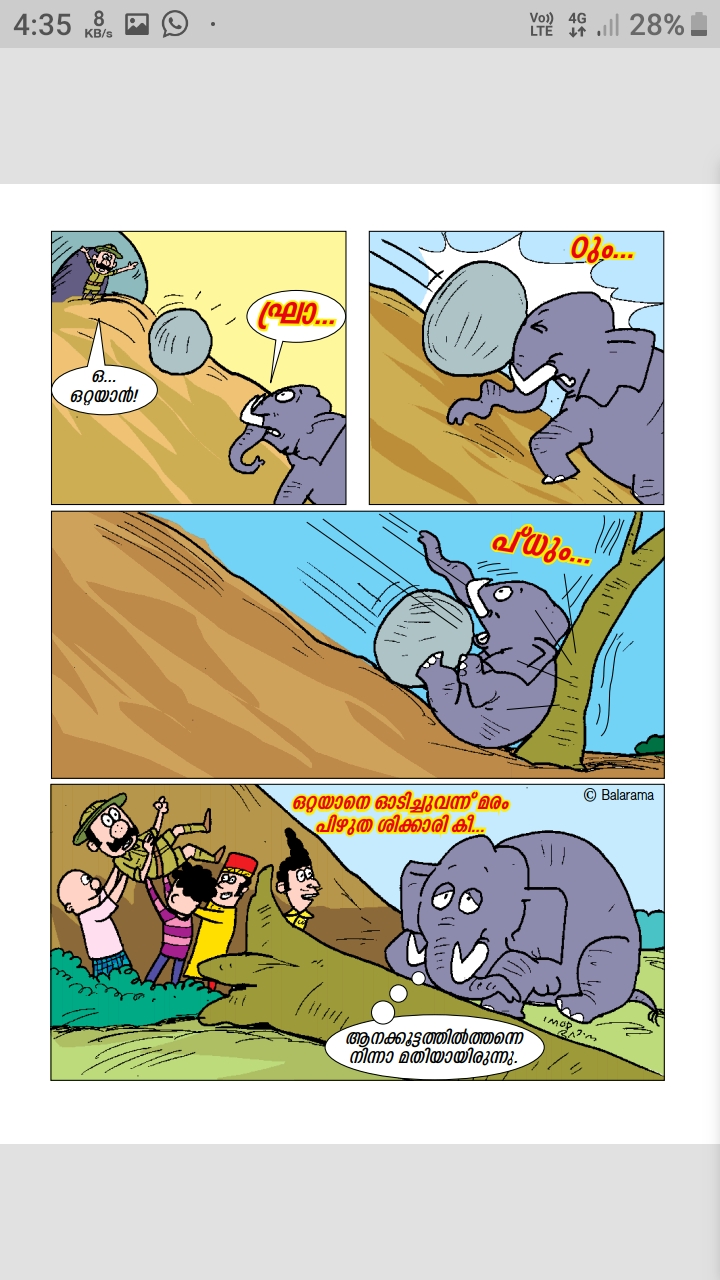 4:35
8
KB/s
Vo))
LTE
4G
28%
ഘ്രാ...
ഒ...
ഒറ്റയാൻ!
ഠും...
പ്ധും...
© Balarama
ഒറ്റയാനെ ഓടിച്ചുവന്ന് മരം
പിഴുത ശിക്കാരി കീ...
ആനക്കൂട്ടത്തിൽത്തന്നെ
നിന്നാ മതിയായിരുന്നു.